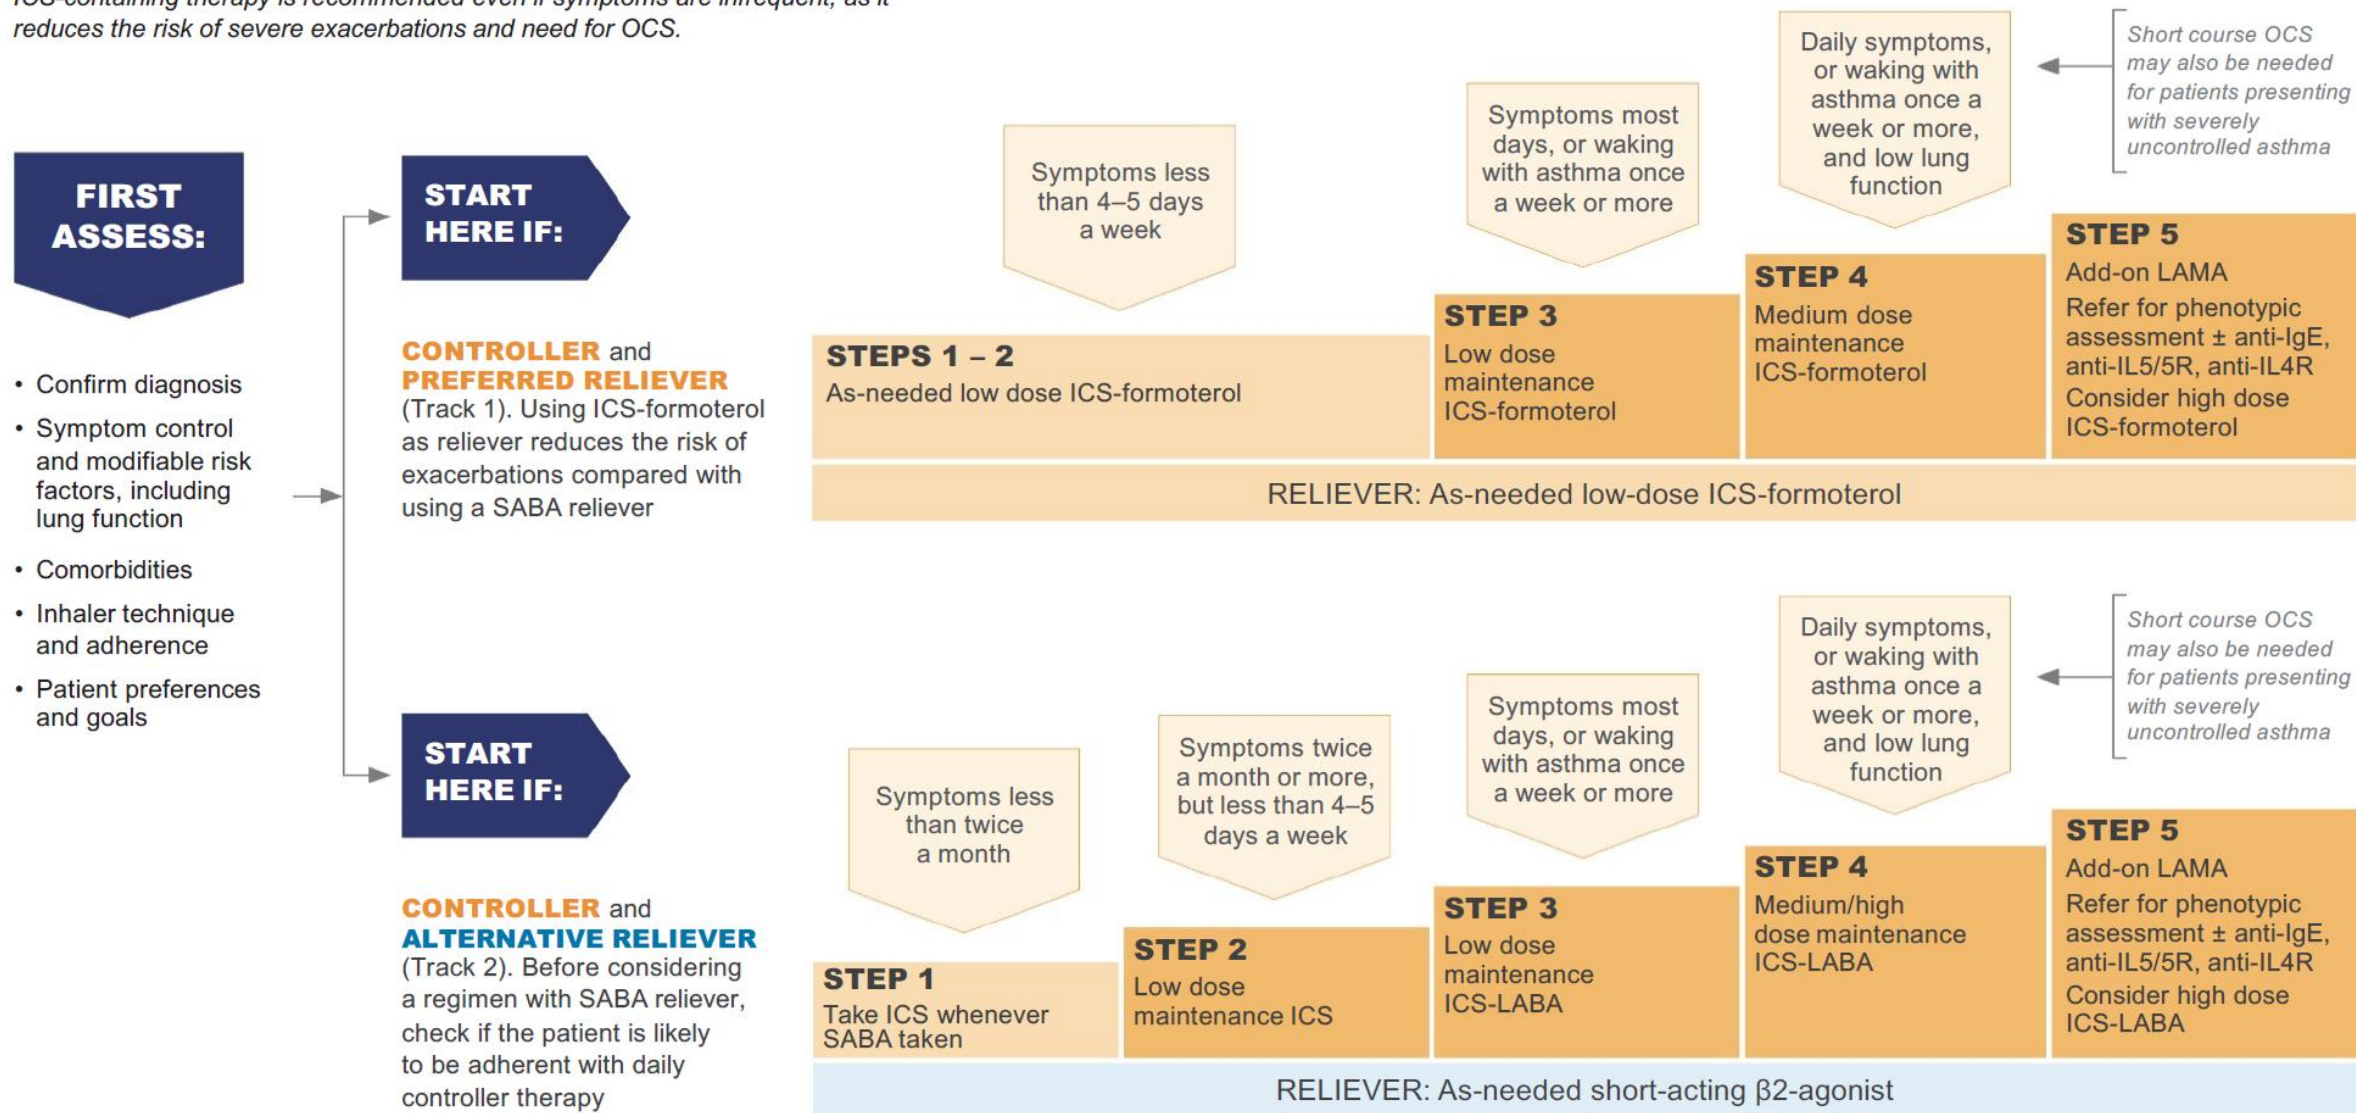 ICS-containing therapy is recommended even if symptoms are infrequent, as it
reduces the risk of severe exacerbations and need for OCS.
FIRST
ASSESS:
• Confirm diagnosis
• Symptom control
and modifiable risk
factors, including
lung function
• Comorbidities
• Inhaler technique
and adherence
• Patient preferences
and goals
START
HERE IF:
CONTROLLER and
PREFERRED RELIEVER
(Track 1). Using ICS-formoterol
as reliever reduces the risk of
exacerbations compared with
using a SABA reliever
Symptoms less
than 4–5 days
a week
Symptoms most
days, or waking
with asthma once
a week or more
Daily symptoms,
or waking with
asthma once a
week or more,
and low lung
function
Short course OCS
may also be needed
for patients presenting
with severely
uncontrolled asthma
STEPS 1 – 2
As-needed low dose ICS-formoterol
STEP 3
Low dose
maintenance
ICS-formoterol
STEP 4
Medium dose
maintenance
ICS-formoterol
STEP 5
Add-on LAMA
Refer for phenotypic
assessment ± anti-IgE,
anti-IL5/5R, anti-IL4R
Consider high dose
ICS-formoterol
RELIEVER: As-needed low-dose ICS-formoterol
START
HERE IF:
CONTROLLER and
ALTERNATIVE RELIEVER
(Track 2). Before considering
a regimen with SABA reliever,
check if the patient is likely
to be adherent with daily
controller therapy
Symptoms less
than twice
a month
Symptoms twice
a month or more,
but less than 4–5
days a week
Symptoms most
days, or waking
with asthma once
a week or more
Daily symptoms,
or waking with
asthma once a
week or more,
and low lung
function
Short course OCS
may also be needed
for patients presenting
with severely
uncontrolled asthma
STEP 1
Take ICS whenever
SABA taken
STEP 2
Low dose
maintenance ICS
STEP 3
Low dose
maintenance
ICS-LABA
STEP 4
Medium/high
dose maintenance
ICS-LABA
STEP 5
Add-on LAMA
Refer for phenotypic
assessment ± anti-IgE,
anti-IL5/5R, anti-IL4R
Consider high dose
ICS-LABA
RELIEVER: As-needed short-acting β2-agonist